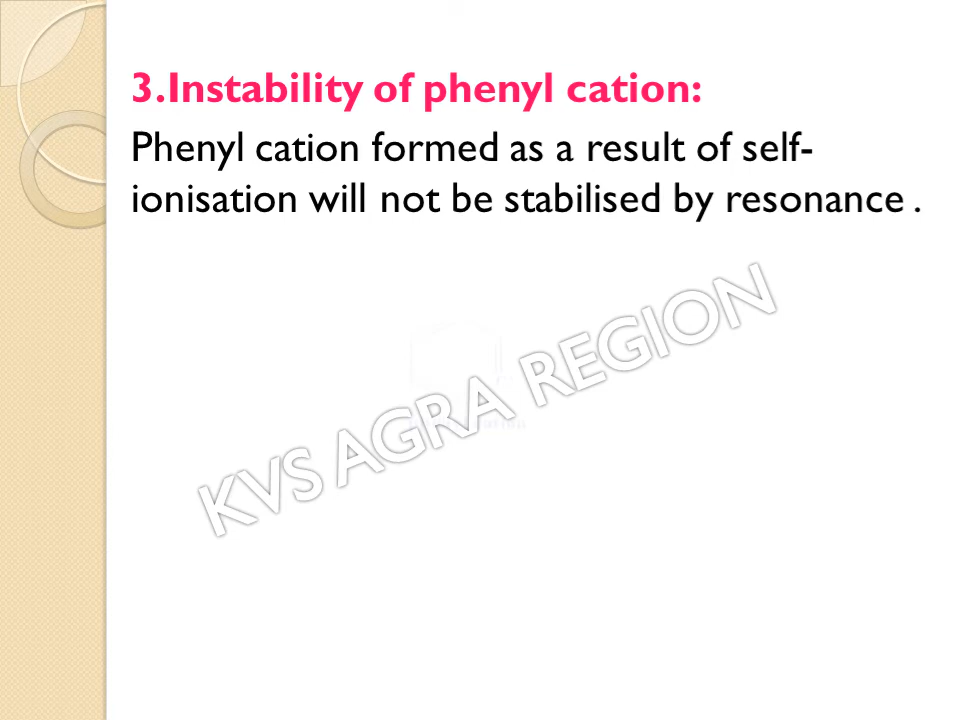 3.Instability of phenyl cation:
Phenyl cation formed as a result of self-
ionisation will not be stabilised by resonance .
KVS AGRA REGION